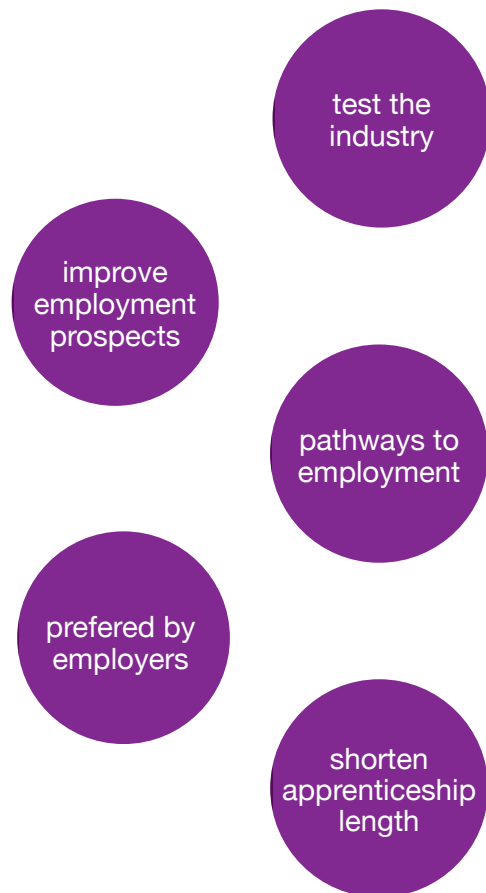 test the
industry
improve
employment
prospects
pathways to
employment
prefered by
employers
shorten
apprenticeship
length